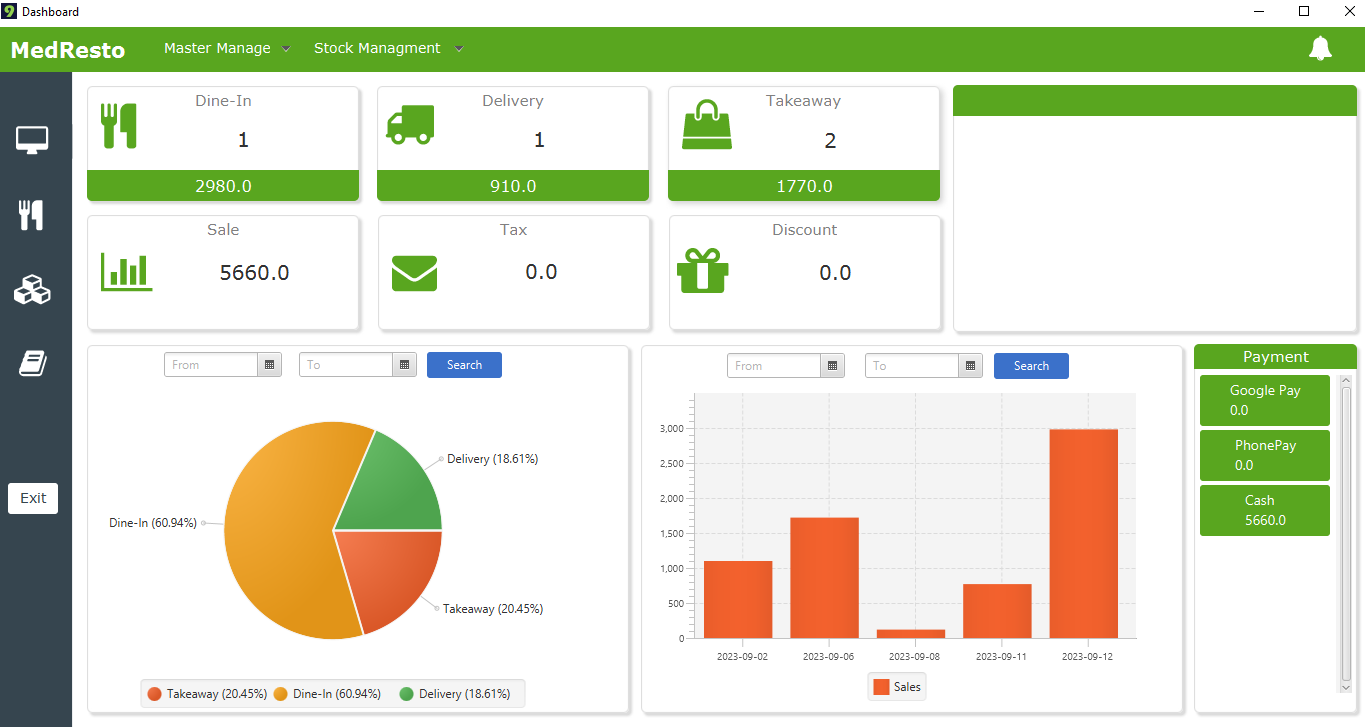 Dashboard
MedResto
Master Manage
Stock Managment
Dine-In
1
2980.0
Delivery
1
910.0
Takeaway
2
1770.0
Sale
5660.0
Tax
0.0
Discount
0.0
Exit
From
To
Search
Delivery (18.61%)
Dine-In (60.94%)
Takeaway (20.45%)
Takeaway (20.45%)
Dine-In (60.94%)
Delivery (18.61%)
From
To
Search
3,000
2,500
2,000
1,500
1,000
500
0
2023-09-02
2023-09-06
2023-09-08
2023-09-11
2023-09-12
Sales
Payment
Google Pay
0.0
PhonePay
0.0
Cash
5660.0